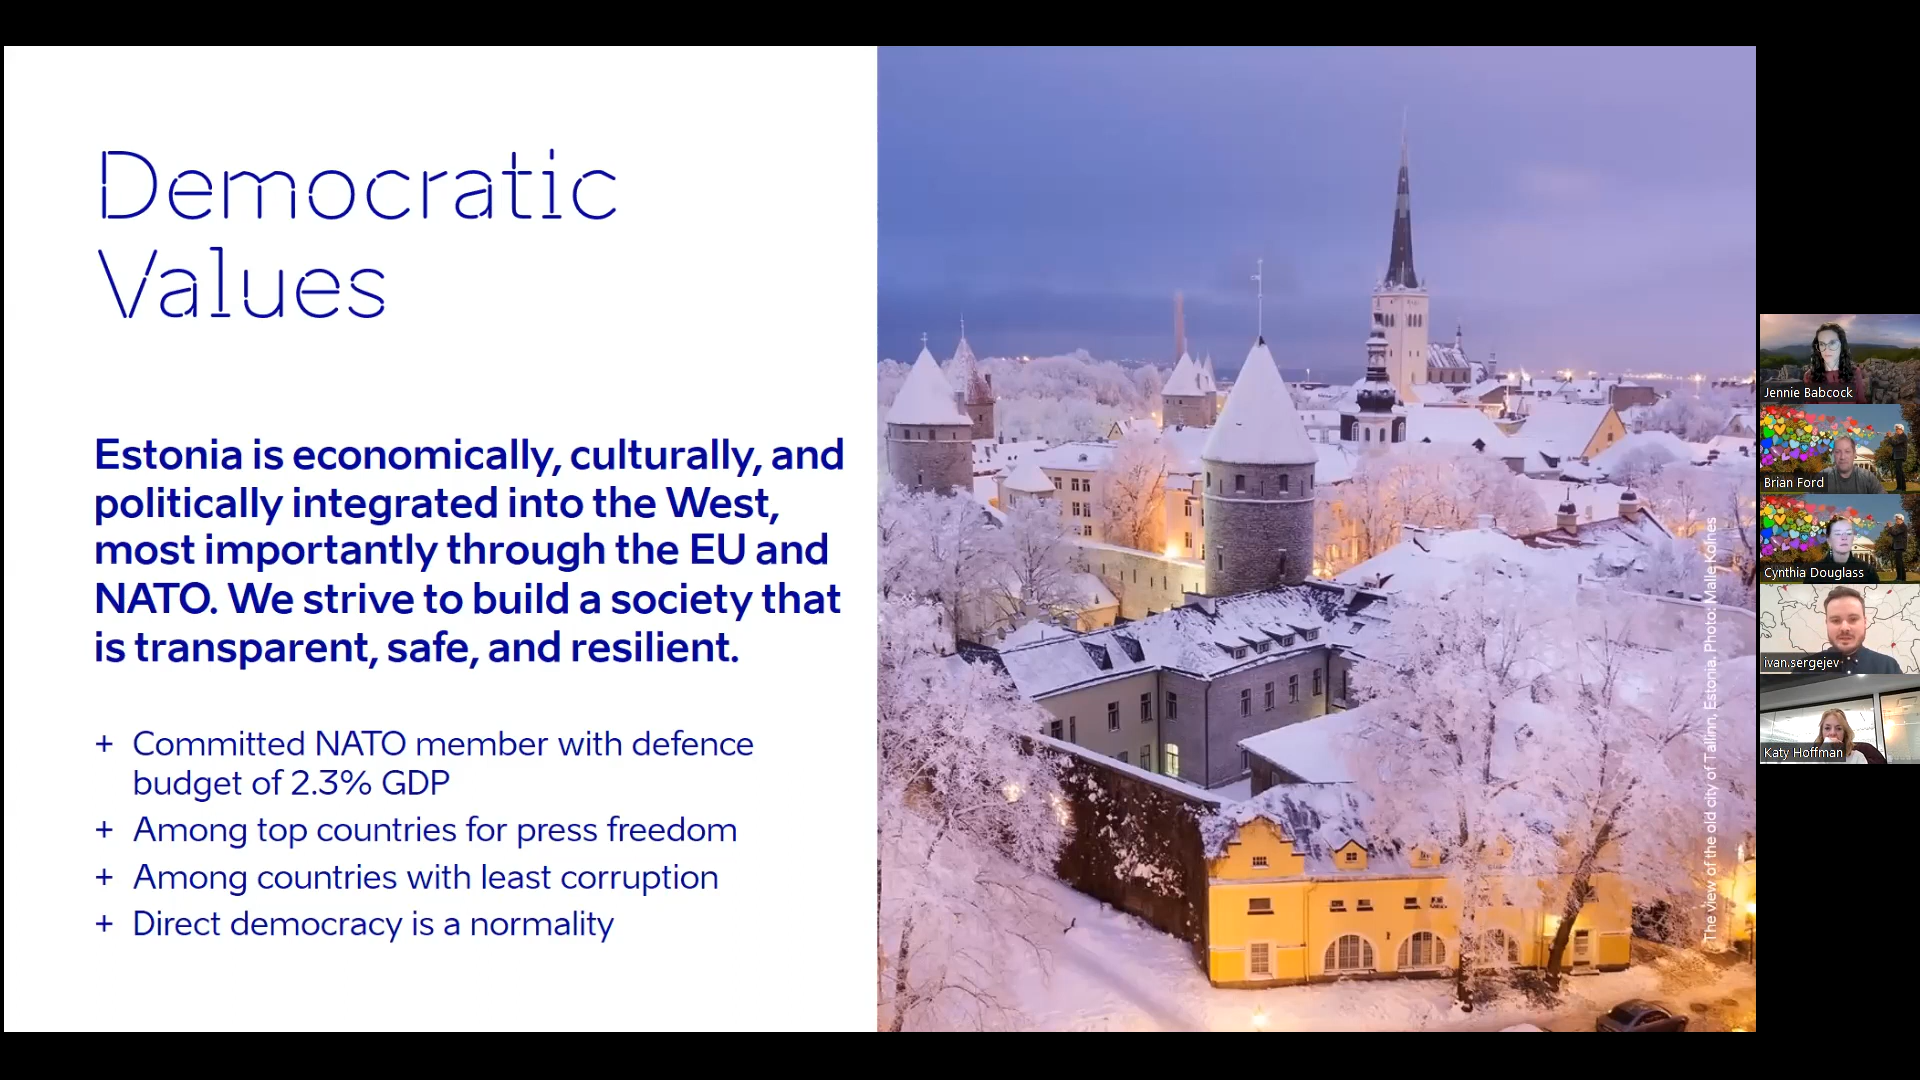 Democratic
Values
Estonia is economically, culturally, and
politically integrated into the West,
most importantly through the EU and
NATO. We strive to build a society that
is transparent, safe, and resilient.
+ Committed NATO member with defence
budget of 2.3% GDP
+ Among top countries for press freedom
+ Among countries with least corruption
+ Direct democracy is a normality
The view of the old city of Tallinn, Estonia. Photo: Malle Kolnes
Jennie Babcock
Brian Ford
Cynthia Douglass
ivan.sergejev
Katy Hoffman